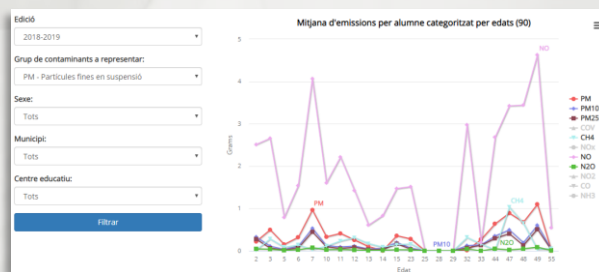 Edició
2018-2019
Grup de contaminants a representar:
PM - Partícules fines en suspensió
Sexe:
Tots
Municipi:
Tots
Centre educatiu:
Tots
Filtrar
Mitjana d'emissions per alumne categoritzat per edats (90)
Grams
5
4
3
2
1
0
NO
PM
PM10
CH4
N2O
2 3 5 6 7 8 10 11 12 13 14 15 23 25 28 29 32 33 44 47 48 49 55
Edat
PM
PM10
PM25
COV
CH4
NOx
NO
N2O
NO2
CO
NH3